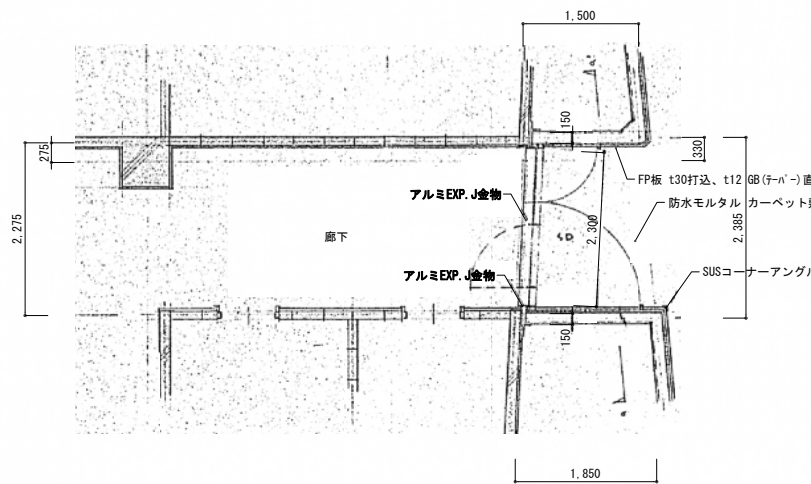 1,500
150
275
330
FP板 t30打込、t12 GB(テーパー)直
アルミEXP.J金物
防水モルタル カーペット敷
2,275
廊下
SD
2,300
2,385
アルミEXP.J金物
SUSコーナーアングル
150
1,850